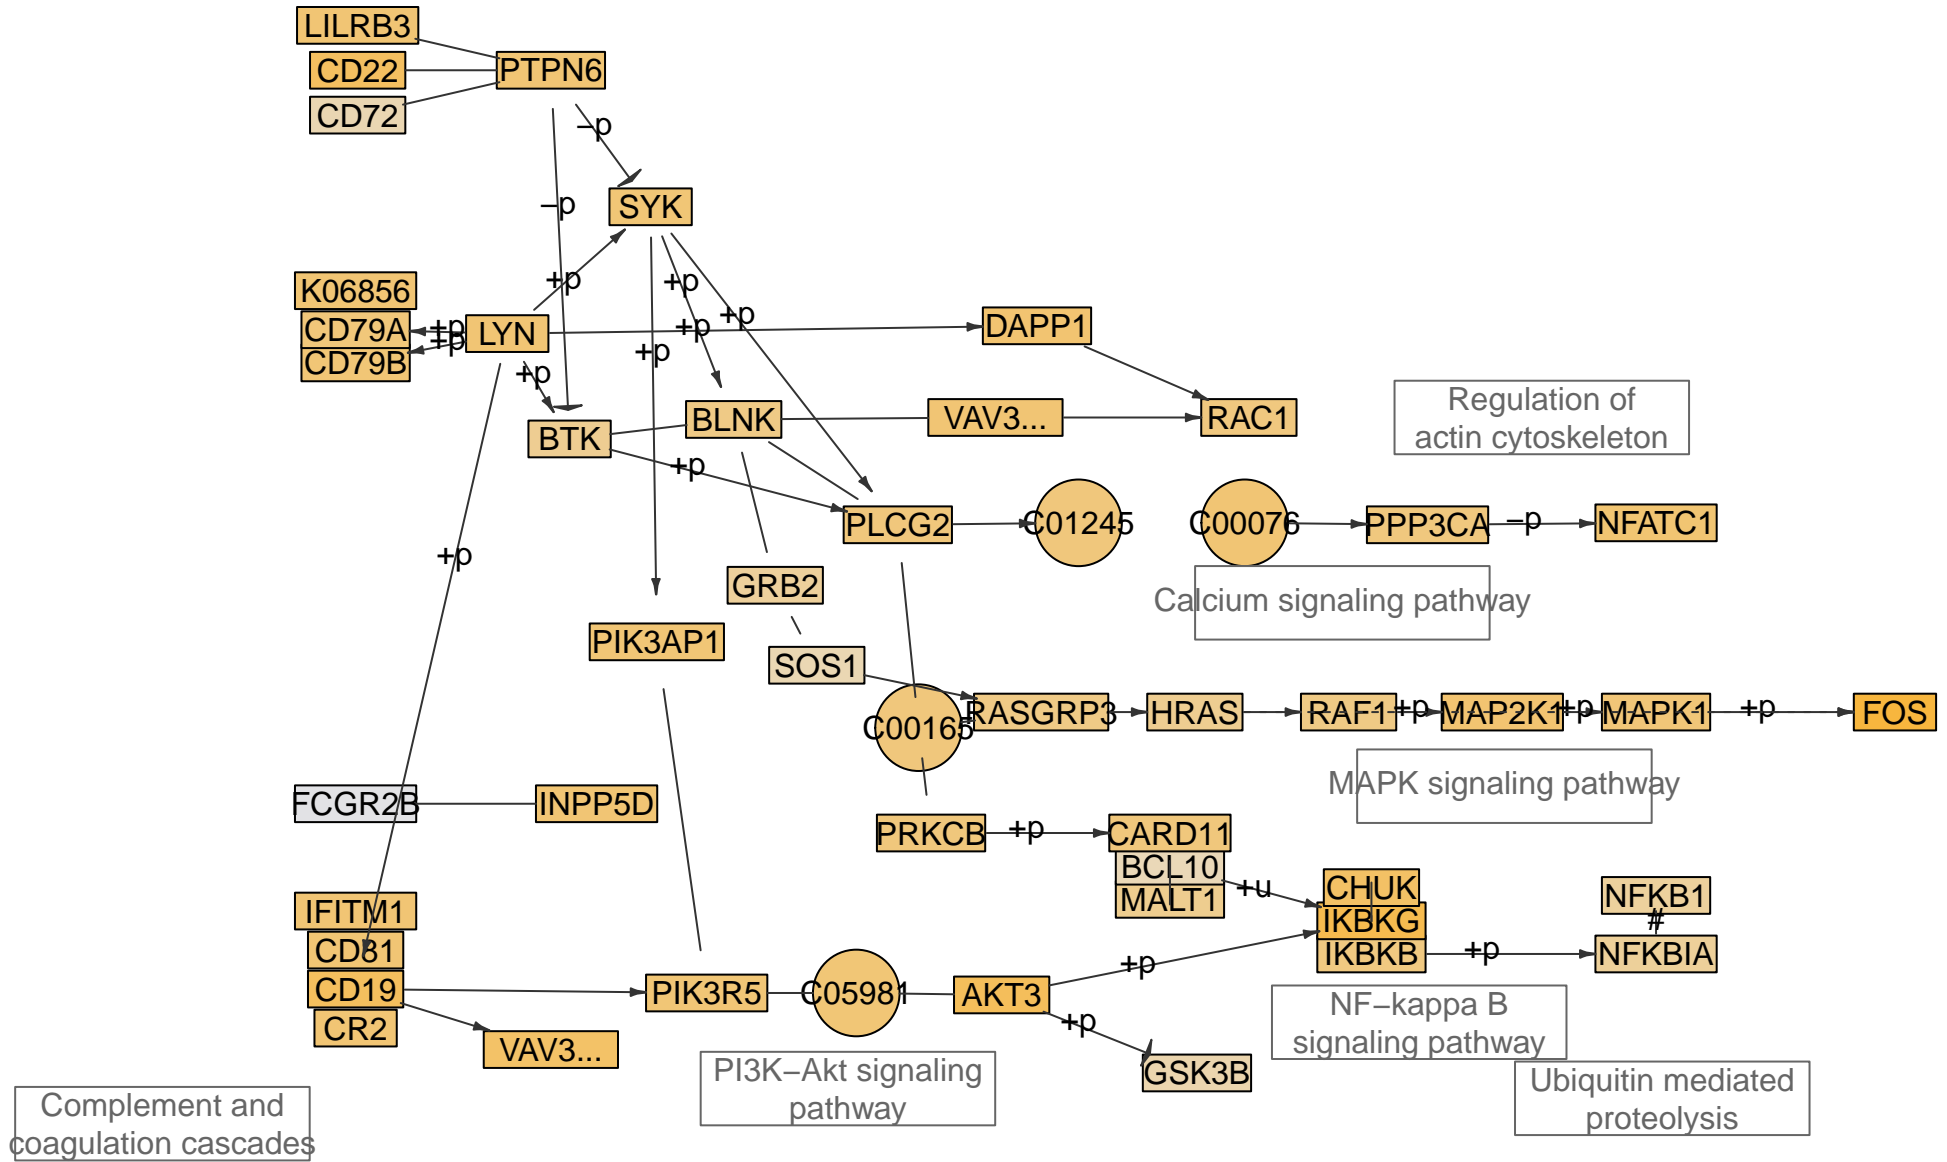 LILRB3
CD22
PTPN6
CD72
–p
SYK
–p
+p
+p
K06856
+p
CD79A
+p
LYN
+p
DAPP1
+p
CD79B
+p
+p
BTK
BLNK
VAV3...
RAC1
Regulation of
actin cytoskeleton
+p
PLCG2
C01245
C00076
PPP3CA
–p
NFATC1
+p
GRB2
Calcium signaling pathway
PIK3AP1
SOS1
C00165
RASGRP3
HRAS
RAF1
+p
MAP2K1
+p
MAPK1
+p
FOS
MAPK signaling pathway
FCGR2B
INPP5D
PRKCB
+p
CARD11
BCL10
MALT1
+u
CHUK
IKBKG
IKBKB
NFKB1
#
+p
NFKBIA
IFITM1
CD81
CD19
CR2
VAV3...
PIK3R5
C05981
AKT3
+p
+p
GSK3B
NF–kappa B
signaling pathway
PI3K–Akt signaling
pathway
Ubiquitin mediated
proteolysis
Complement and
coagulation cascades